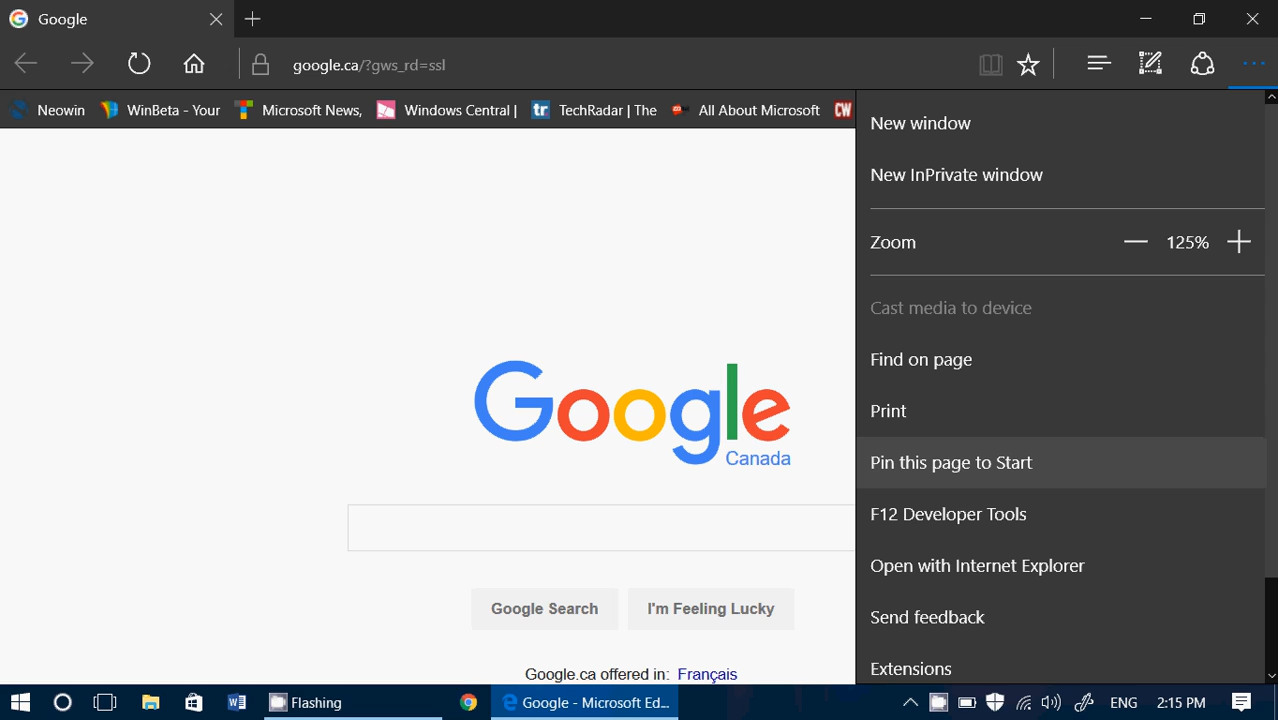 Google
google.ca/?gws_rd=ssl
Neowin
WinBeta - Your
Microsoft News,
Windows Central |
tr TechRadar | The
All About Microsoft
CW
New window
New InPrivate window
Zoom 125%
Cast media to device
Find on page
Print
Pin this page to Start
F12 Developer Tools
Open with Internet Explorer
Send feedback
Extensions
Google
Canada
Google Search
I'm Feeling Lucky
Google.ca offered in: Français
Flashing
Google - Microsoft Ed...
ENG
2:15 PM